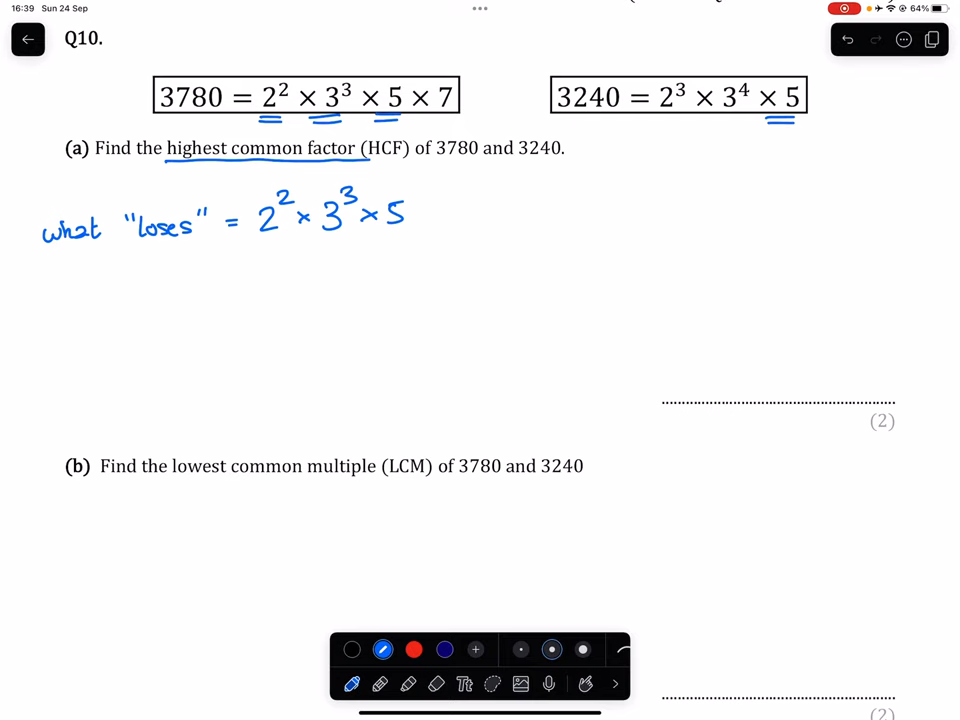 16:39 Sun 24 Sep
64%
Q10.
3780 = 2² × 3³ × 5 × 7
3240 = 2³ × 3⁴ × 5
(a) Find the highest common factor (HCF) of 3780 and 3240.
what "loses" = 2² × 3³ × 5
(2)
(b) Find the lowest common multiple (LCM) of 3780 and 3240
Tt
(2)